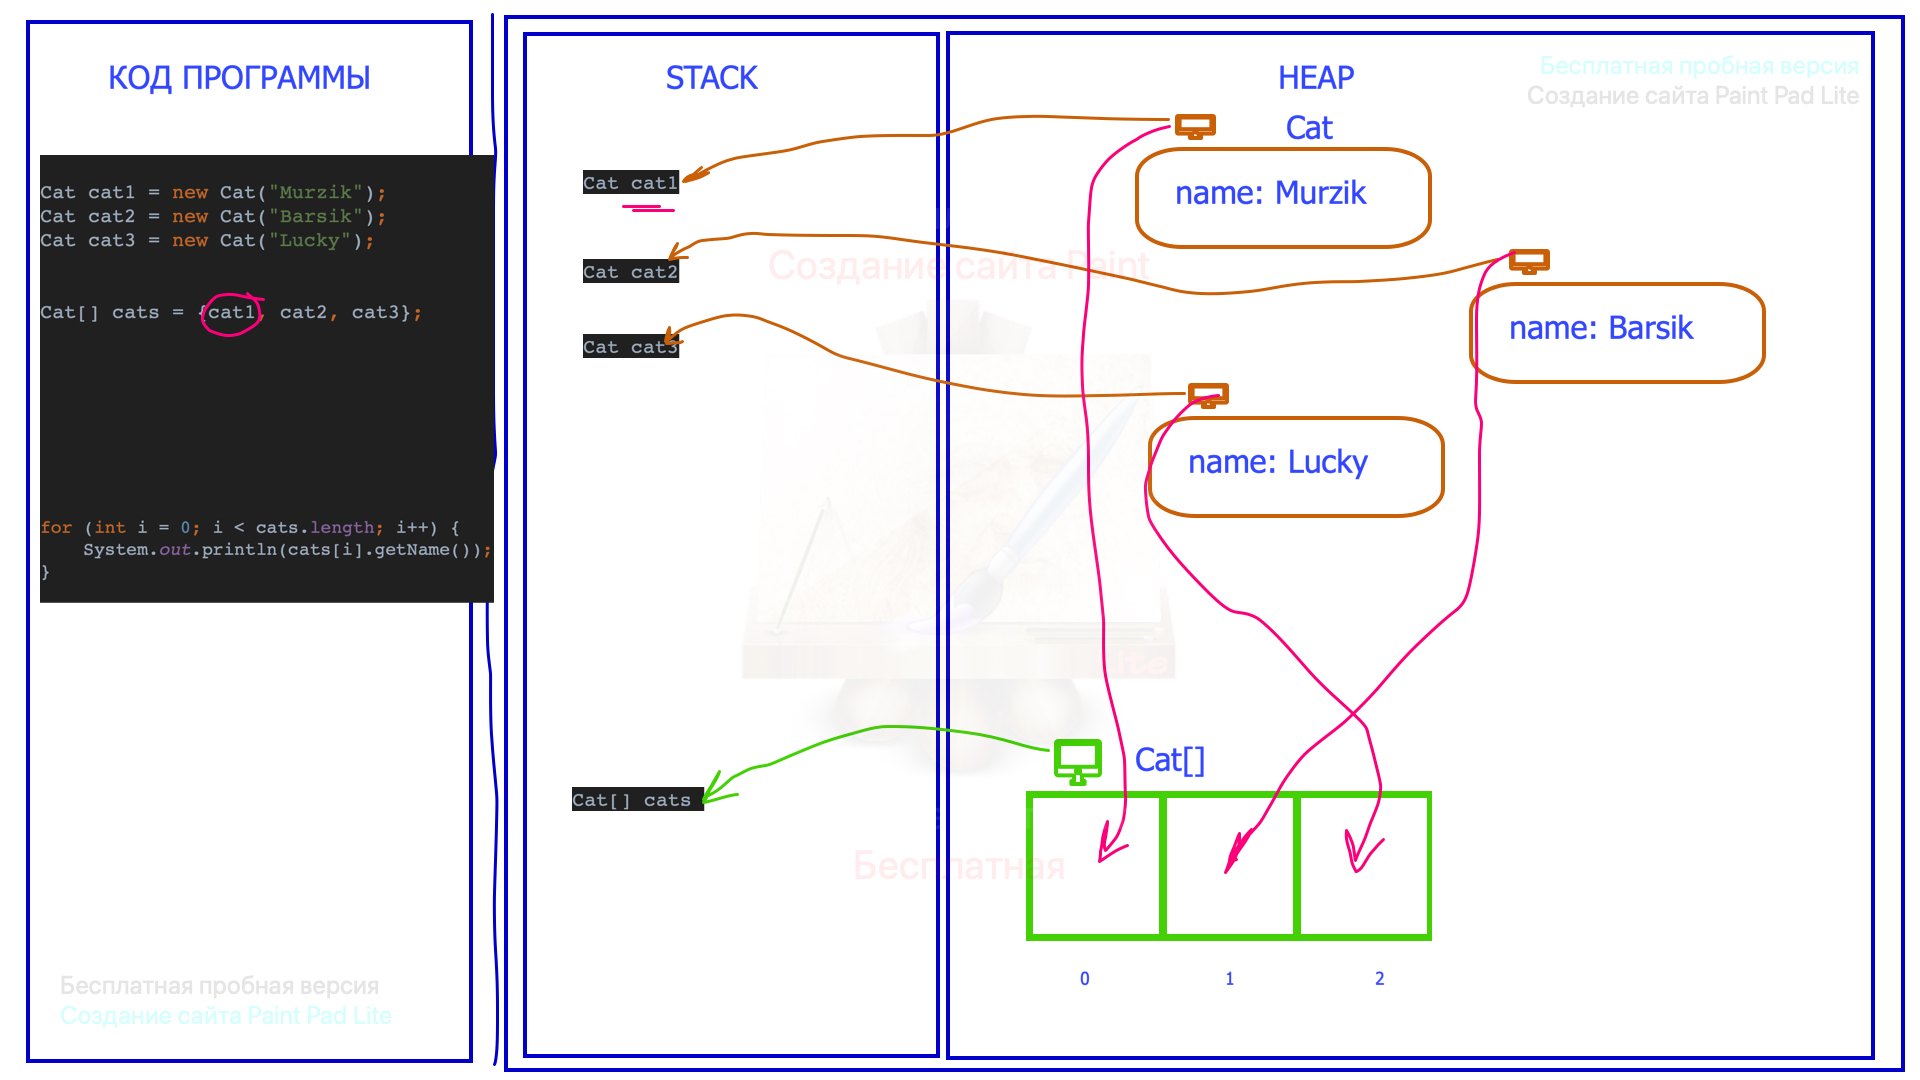 КОД ПРОГРАММЫ
Cat cat1 = new Cat("Murzik");
Cat cat2 = new Cat("Barsik");
Cat cat3 = new Cat("Lucky");
Cat[] cats = {cat1, cat2, cat3};
for (int i = 0; i < cats.length; i++) {
System.out.println(cats[i].getName());
}
Бесплатная пробная версия
Создание сайта Paint Pad Lite
STACK
Cat cat1
Cat cat2
Cat cat3
Cat[] cats
HEAP
Бесплатная пробная версия
Создание сайта Paint Pad Lite
Cat
name: Murzik
Создание сайта Paint
name: Barsik
name: Lucky
Lite
Cat[]
Бесплатная
0 1 2